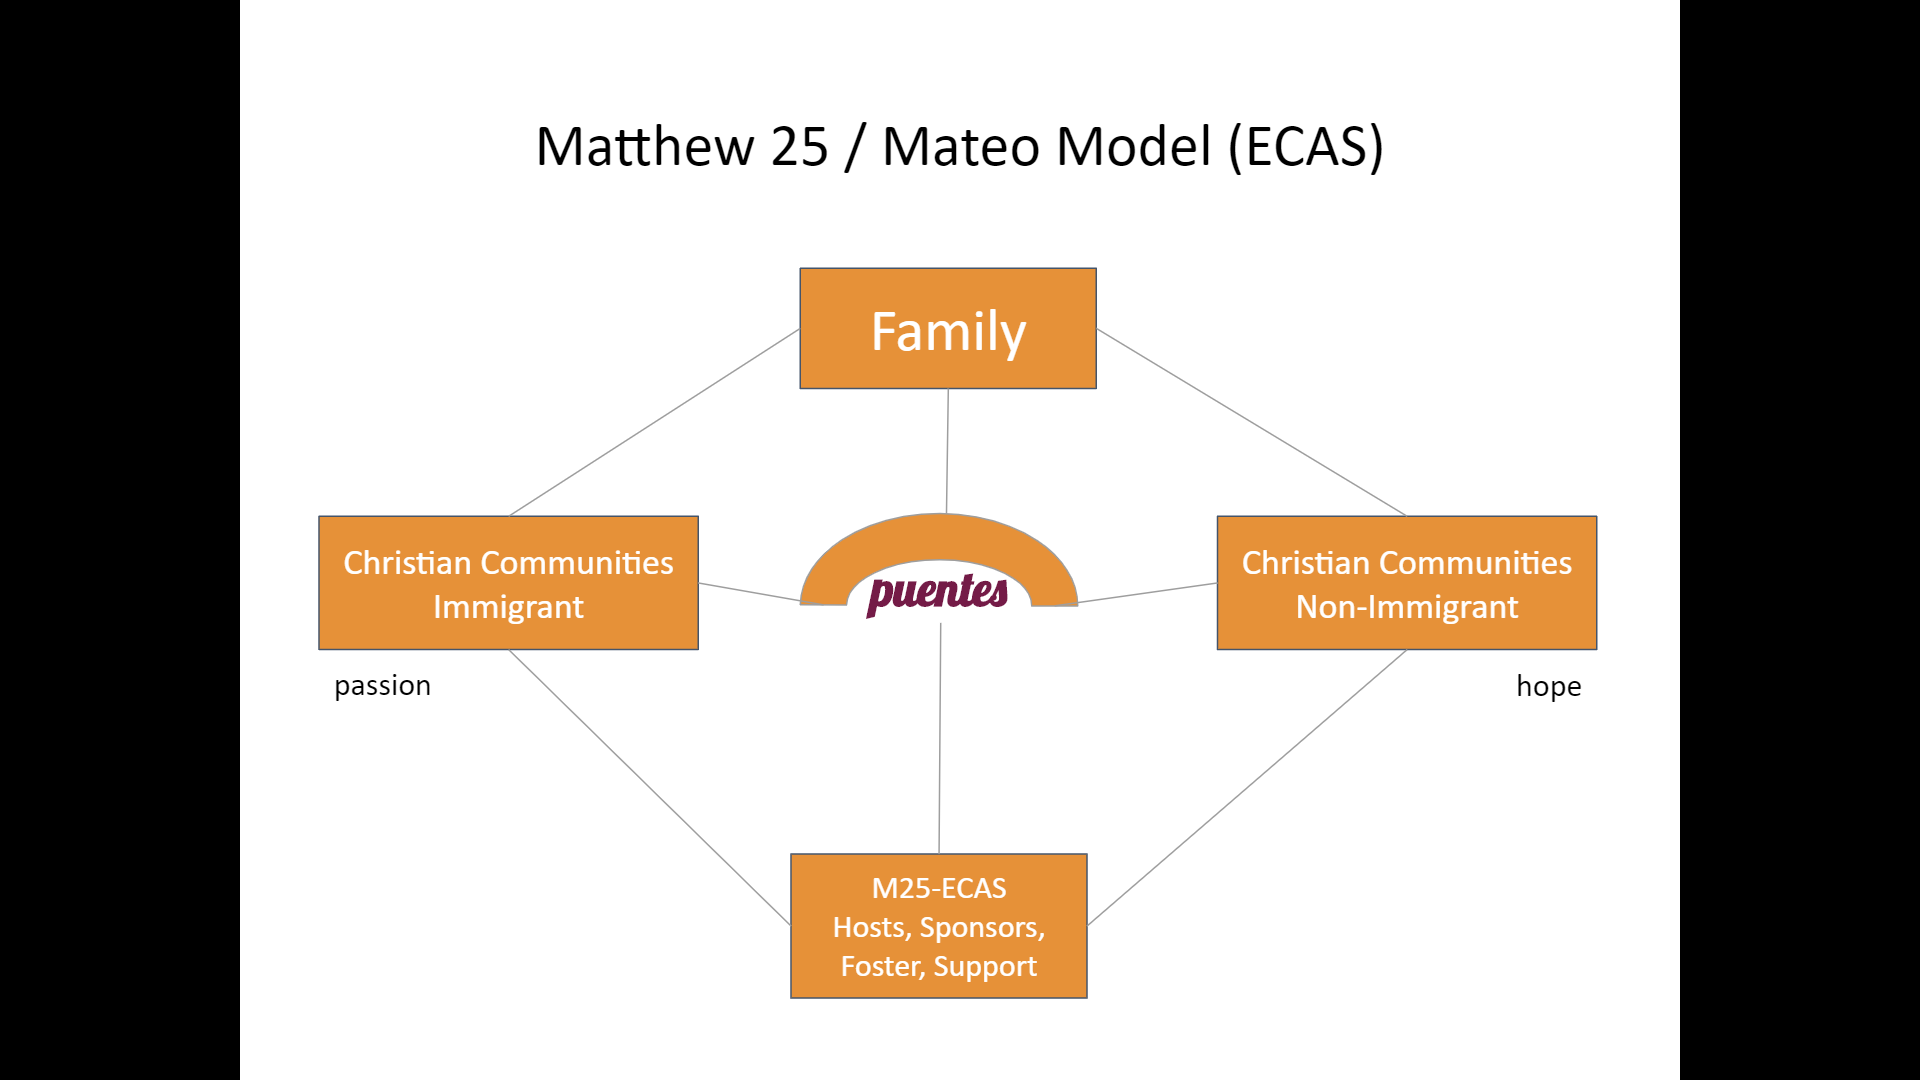 Matthew 25 / Mateo Model (ECAS)
Family
Christian Communities
Immigrant
puentes
Christian Communities
Non-Immigrant
passion
hope
M25-ECAS
Hosts, Sponsors,
Foster, Support